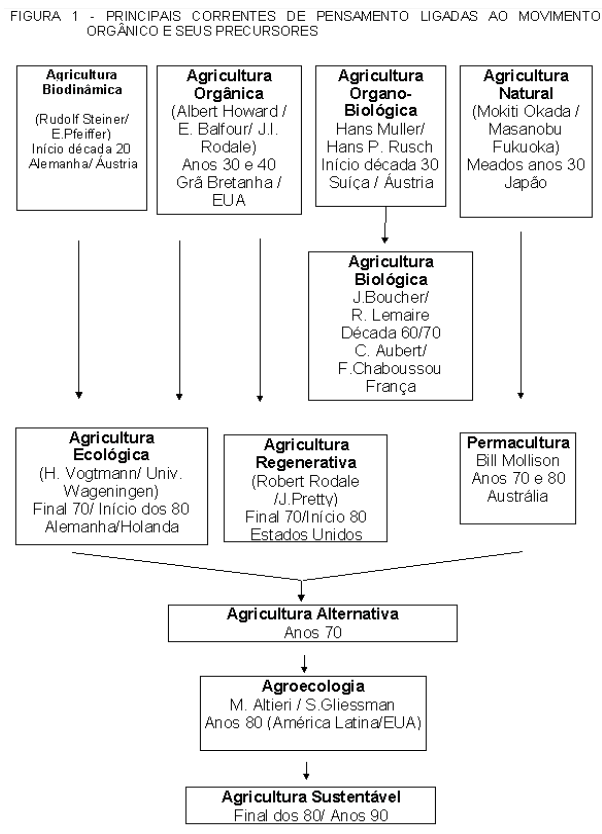 FIGURA 1 - PRINCIPAIS CORRENTES DE PENSAMENTO LIGADAS AO MOVIMENTO
ORGÂNICO E SEUS PRECURSORES
Agricultura
Biodinâmica
(Rudolf Steiner/
E.Pfeiffer)
Início década 20
Alemanha/ Áustria
Agricultura
Orgânica
(Albert Howard /
E. Balfour/ J.I.
Rodale)
Anos 30 e 40
Grã Bretanha /
EUA
Agricultura
Organo-
Biológica
Hans Muller/
Hans P. Rusch
Início década 30
Suíça / Áustria
Agricultura
Natural
(Mokiti Okada /
Masanobu
Fukuoka)
Meados anos 30
Japão
Agricultura
Biológica
J.Boucher/
R. Lemaire
Década 60/70
C. Aubert/
F.Chaboussou
França
Agricultura
Ecológica
(H. Vogtmann/ Univ.
Wageningen)
Final 70/ Início dos 80
Alemanha/Holanda
Agricultura
Regenerativa
(Robert Rodale
/J.Pretty)
Final 70/Início 80
Estados Unidos
Permacultura
Bill Mollison
Anos 70 e 80
Austrália
Agricultura Alternativa
Anos 70
Agroecologia
M. Altieri / S.Gliessman
Anos 80 (América Latina/EUA)
Agricultura Sustentável
Final dos 80/ Anos 90